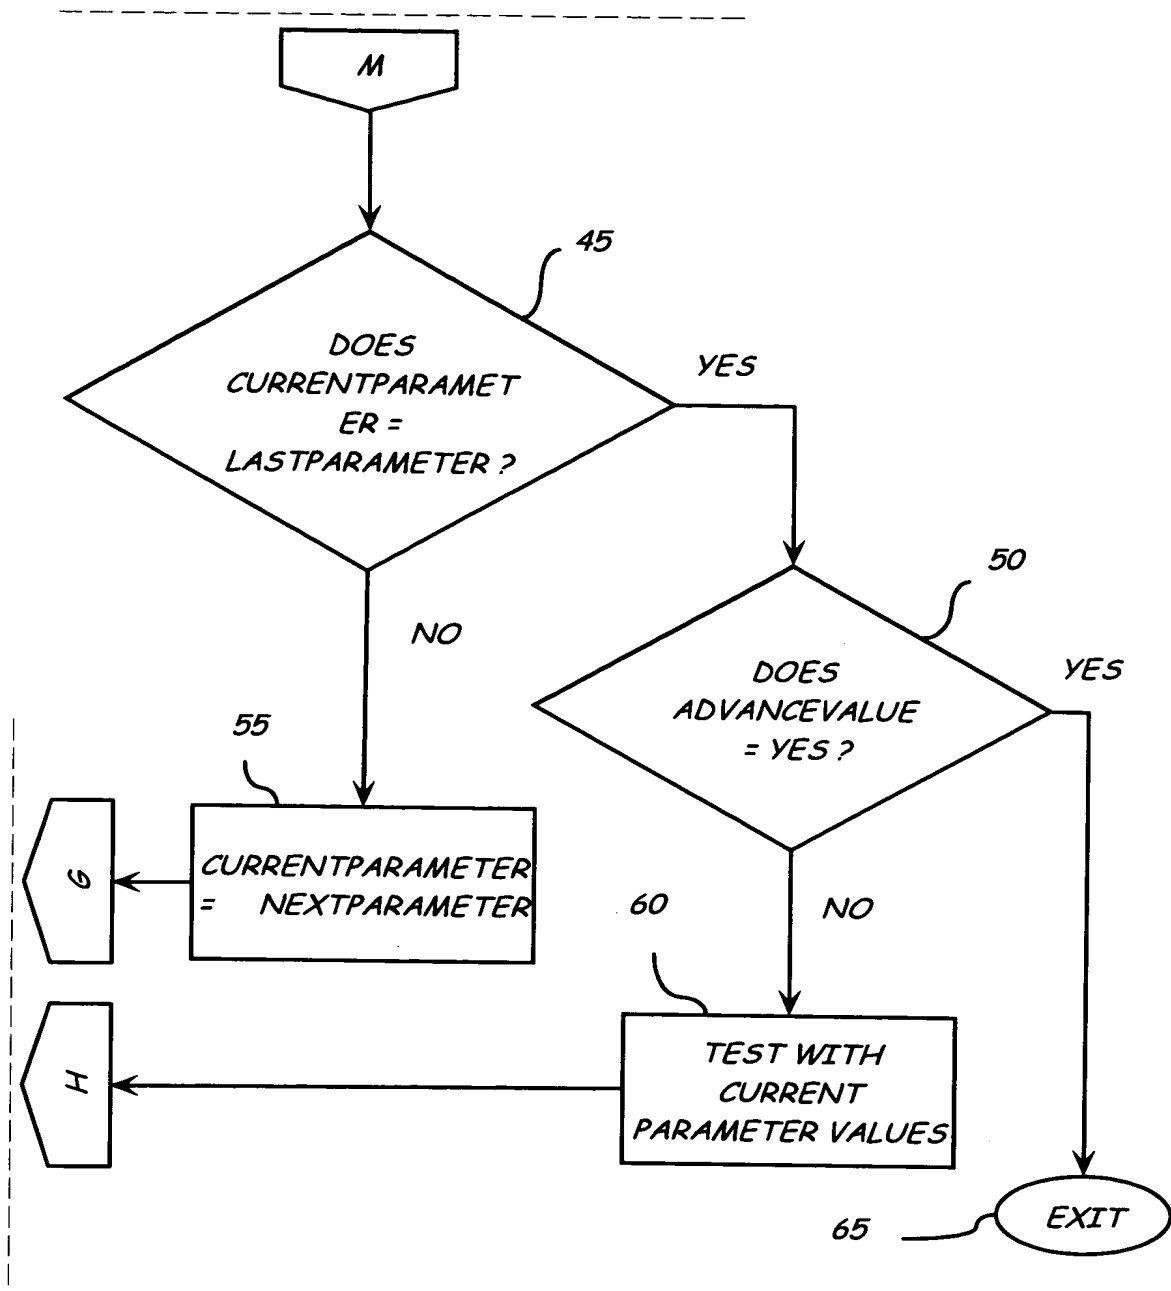 M
45
DOES
CURRENTPARAMET
ER =
LASTPARAMETER ?
YES
NO
50
DOES
ADVANCEVALUE
= YES ?
YES
NO
55
CURRENTPARAMETER
= NEXTPARAMETER
G
60
TEST WITH
CURRENT
PARAMETER VALUES
H
65
EXIT